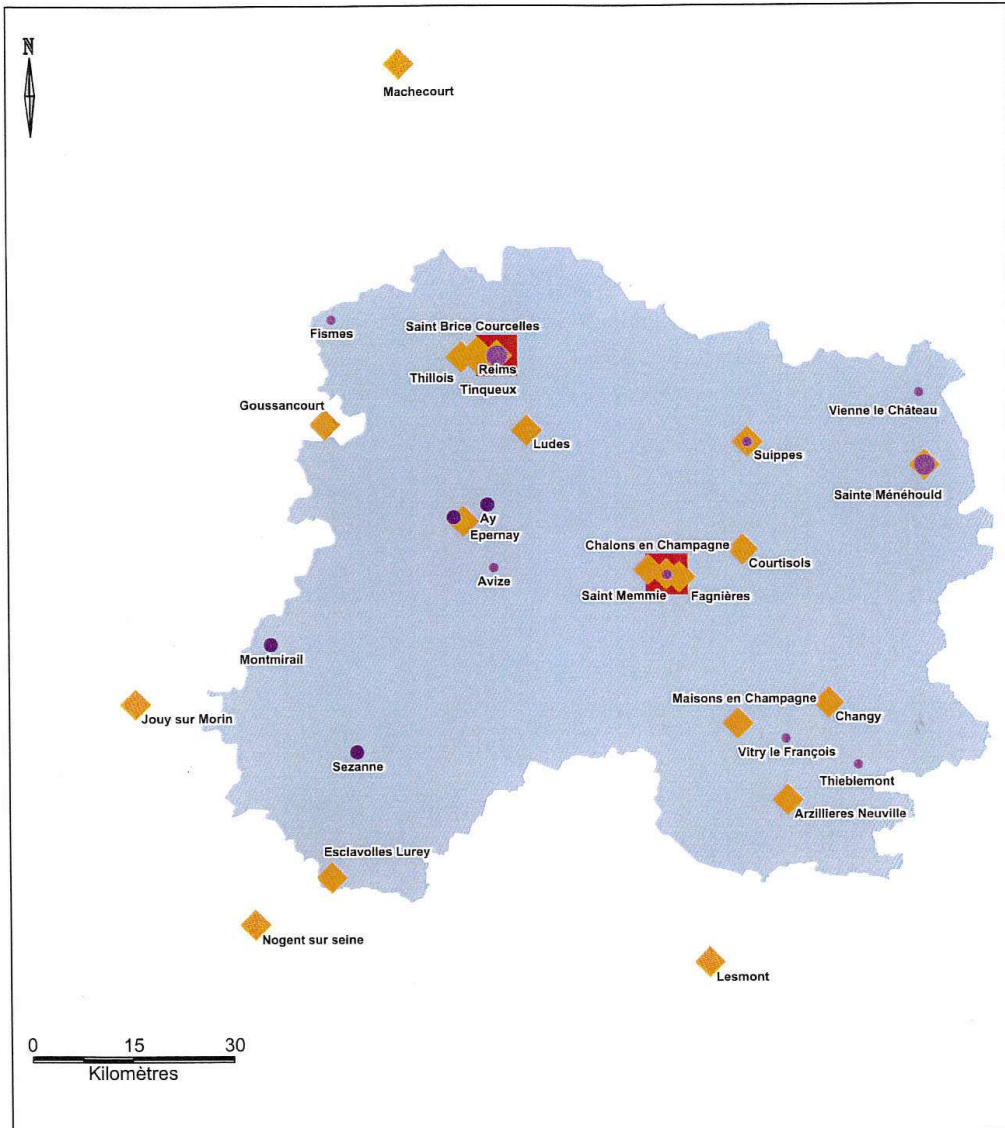 N
Machecourt
Fismes
Saint Brice Courcelles
Reims
Thillois
Tinqueux
Goussancourt
Vienne le Château
Ludes
Suippes
Sainte Ménéhould
Ay
Epernay
Chalons en Champagne
Courtisols
Avize
Saint Memmie
Fagnières
Montmirail
Maisons en Champagne
Jouy sur Morin
Changy
Vitry le François
Sezanne
Thieblemont
Arzillieres Neuville
Esclavolles Lurey
Nogent sur seine
Lesmont
0 15 30
Kilomètres